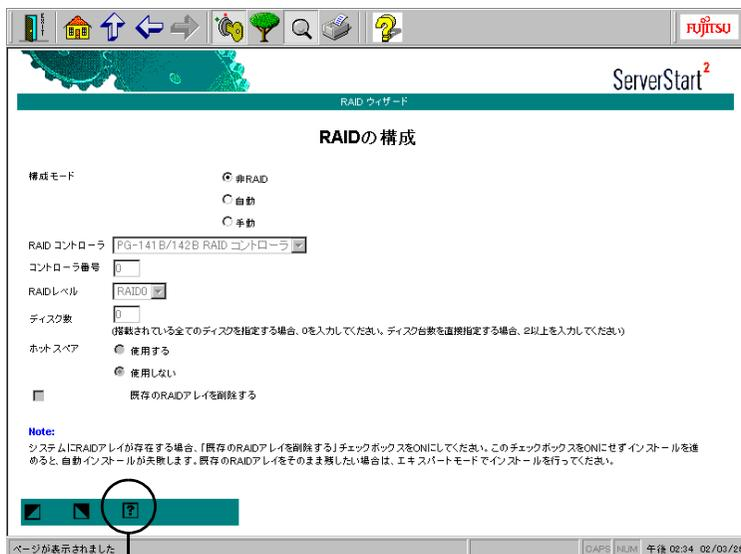 EXIT
FUJITSU
ServerStart2
RAID ウィザード
RAIDの構成
構成モード
非RAID
自動
手動
RAID コントローラ PG-141B/142B RAID コントローラ
コントローラ番号 0
RAIDレベル RAID0
ディスク数 0
(搭載されている全てのディスクを指定する場合、0を入力してください。ディスク台数を直接指定する場合、2以上を入力してください)
ホットスペア 使用する
使用しない
既存のRAIDアレイを削除する
Note:
システムにRAIDアレイが存在する場合、「既存のRAIDアレイを削除する」チェックボックスをONにしてください。このチェックボックスをONにせずインストールを進
めると、自動インストールが失敗します。既存のRAIDアレイをそのまま残したい場合は、エキスパートモードでインストールを行ってください。
?
ページが表示されました CAPS NUM 午後 02:34 02/03/26